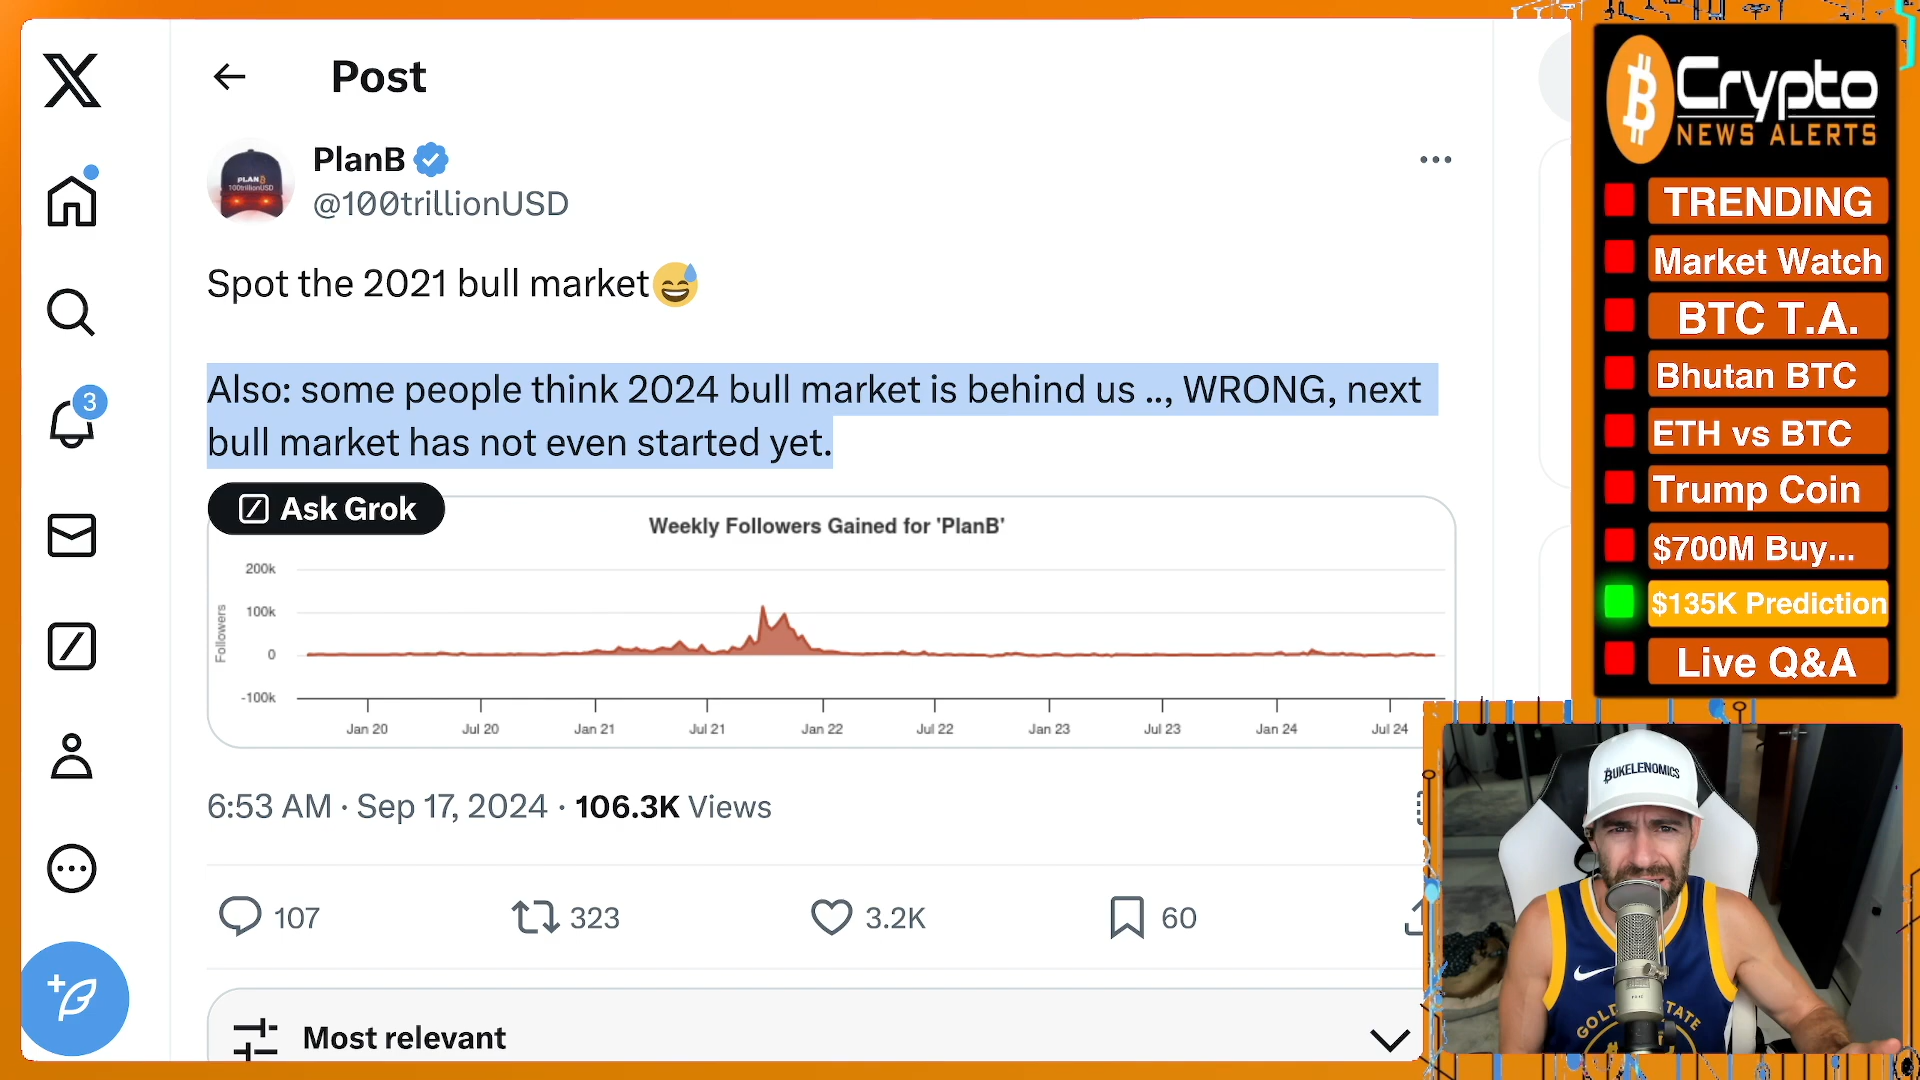 Post
PlanB
@100trillionUSD
Spot the 2021 bull market
Also: some people think 2024 bull market is behind us .., WRONG, next
bull market has not even started yet.
Ask Grok
Weekly Followers Gained for 'PlanB'
200k
100k
0
-100k
Followers
Jan 20
Jul 20
Jan 21
Jul 21
Jan 22
Jul 22
Jan 23
Jul 23
Jan 24
Jul 24
6:53 AM · Sep 17, 2024 · 106.3K Views
107
323
3.2K
60
Most relevant
3
PLAN₿
100trillionUSD
Crypto
NEWS ALERTS
TRENDING
Market Watch
BTC T.A.
Bhutan BTC
ETH vs BTC
Trump Coin
$700M Buy...
$135K Prediction
Live Q&A
₿UKELENOMICS